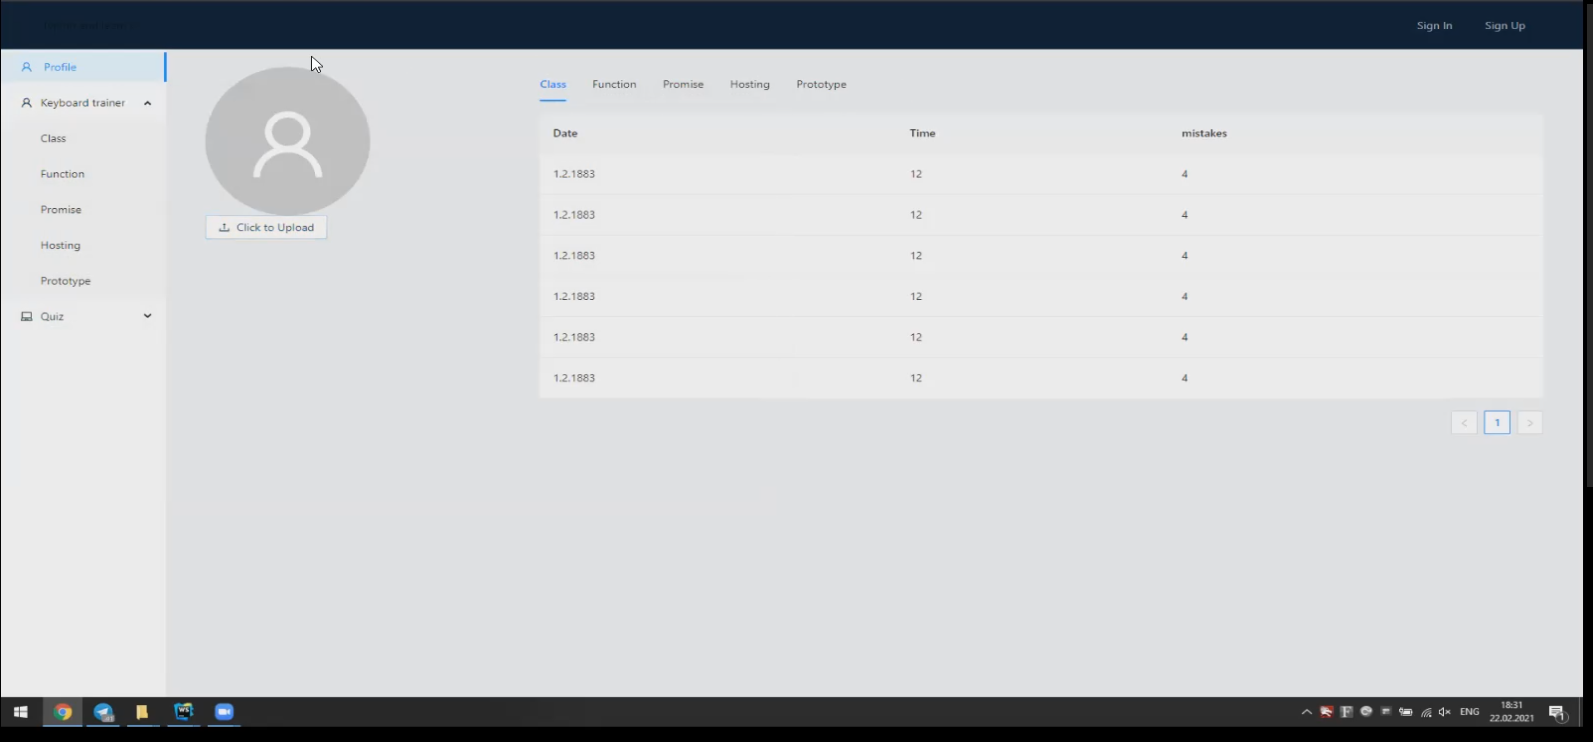 Sign In Sign Up
Profile
Keyboard trainer
Class
Function
Promise
Hosting
Prototype
Quiz
Click to Upload
Class Function Promise Hosting Prototype
Date Time mistakes
1.2.1883 12 4
1.2.1883 12 4
1.2.1883 12 4
1.2.1883 12 4
1.2.1883 12 4
1.2.1883 12 4
< 1 >
WS
ENG
18:31
22.02.2021
1